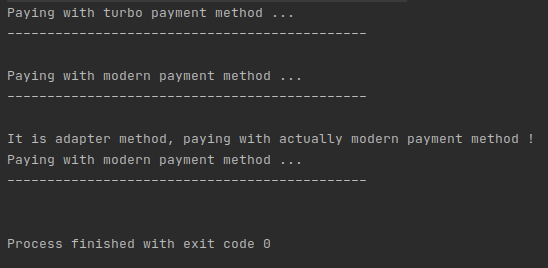 Paying with turbo payment method ...
---------------------------------------------
Paying with modern payment method ...
---------------------------------------------
It is adapter method, paying with actually modern payment method !
Paying with modern payment method ...
---------------------------------------------
Process finished with exit code 0